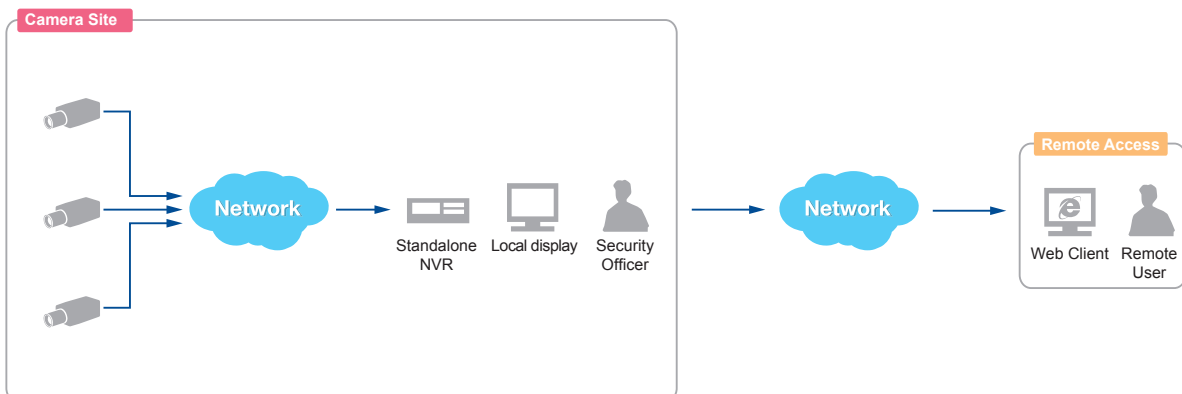 Camera Site
Remote Access
Network
Network
Standalone
NVR
Local display
Security
Officer
Web Client
Remote
User